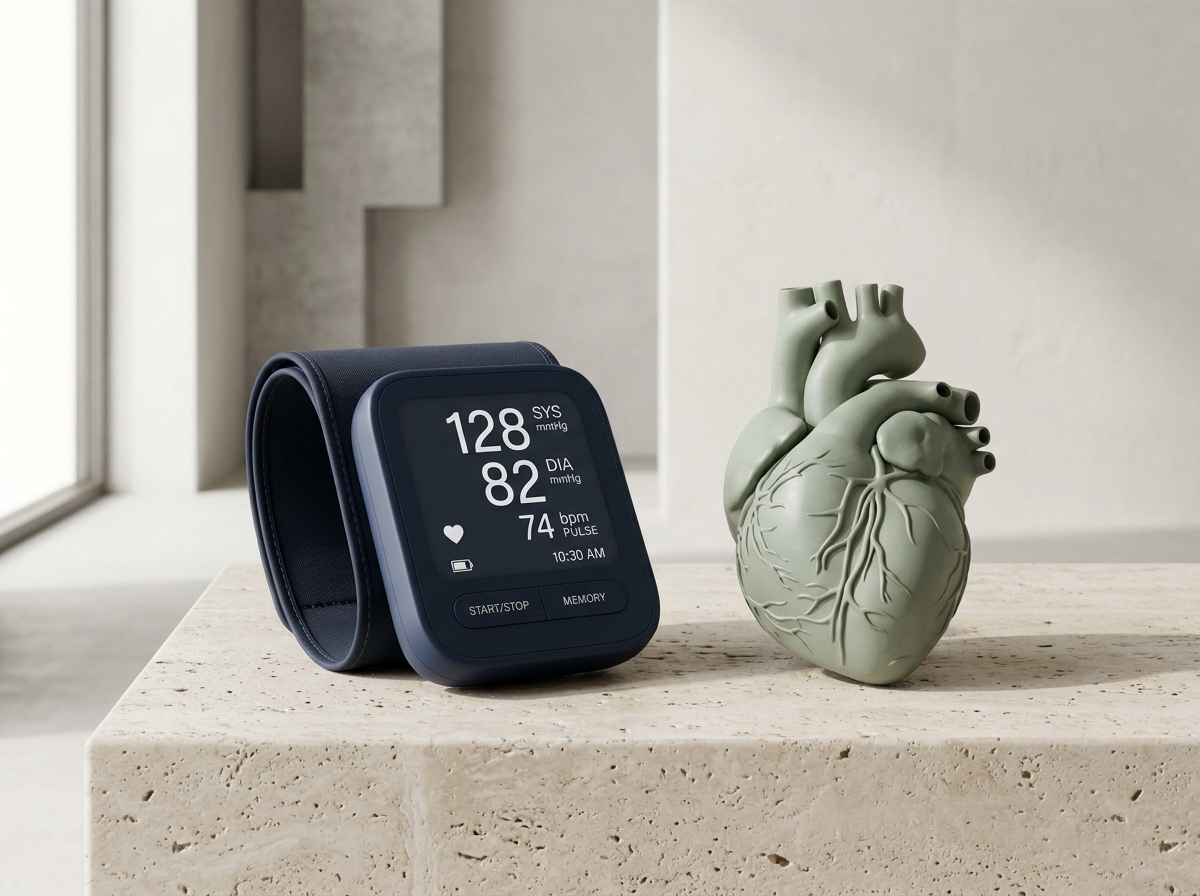 128 SYS
mmHg
82 DIA
mmHg
74 bpm
PULSE
10:30 AM
START/STOP MEMORY